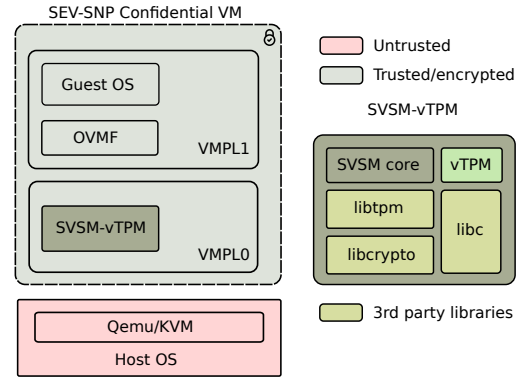 SEV-SNP Confidential VM
Guest OS
OVMF
VMPL1
SVSM-vTPM
VMPL0
Qemu/KVM
Host OS
Untrusted
Trusted/encrypted
SVSM-vTPM
SVSM core
vTPM
libtpm
libc
libcrypto
3rd party libraries